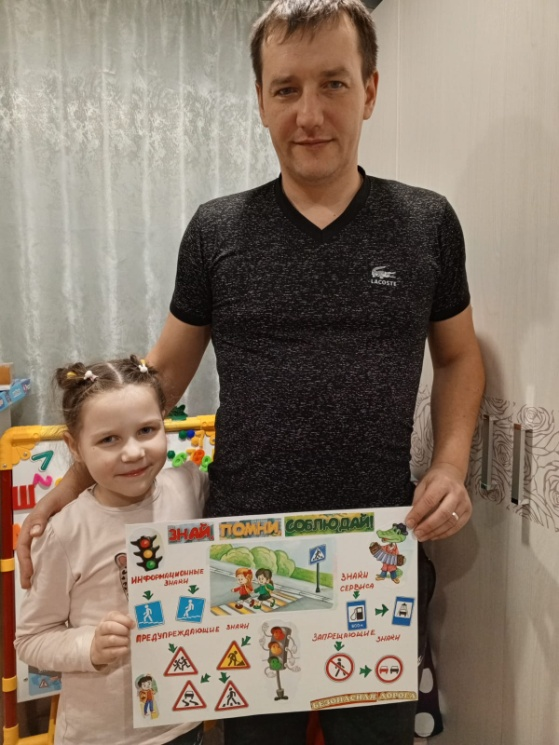 LACOSTE
Ш
ЗНАЙ ПОМНИ СОБЛЮДАЙ!
ИНФОРМАЦИОННЫЕ
ЗНАКИ
ЗНАКИ
СЕРВИСА
ПРЕДУПРЕЖДАЮЩИЕ ЗНАКИ
ЗАПРЕЩАЮЩИЕ
ЗНАКИ
БЕЗОПАСНАЯ ДОРОГА